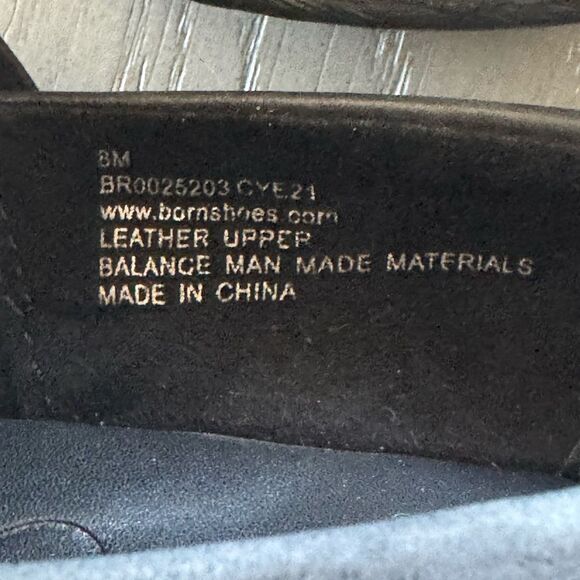 8M
BR0025203 CYE21
www.bornshoes.com
LEATHER UPPER
BALANCE MAN MADE MATERIALS
MADE IN CHINA